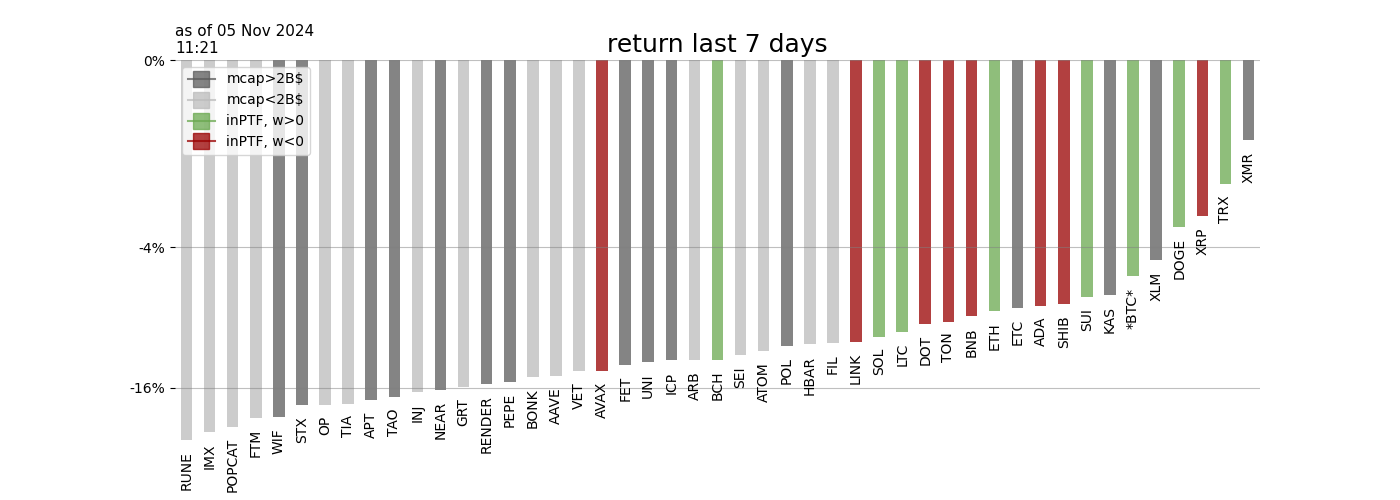 as of 05 Nov 2024
11:21
return last 7 days
0%
-4%
-16%
mcap>2B$
mcap<2B$
inPTF, w>0
inPTF, w<0
RUNE
IMX
POPCAT
FTM
WIF
STX
OP
TIA
APT
TAO
INJ
NEAR
GRT
RENDER
PEPE
BONK
AAVE
VET
AVAX
FET
UNI
ICP
ARB
BCH
SEI
ATOM
POL
HBAR
FIL
LINK
SOL
LTC
DOT
TON
BNB
ETH
ETC
ADA
SHIB
SUI
KAS
*BTC*
XLM
DOGE
XRP
TRX
XMR